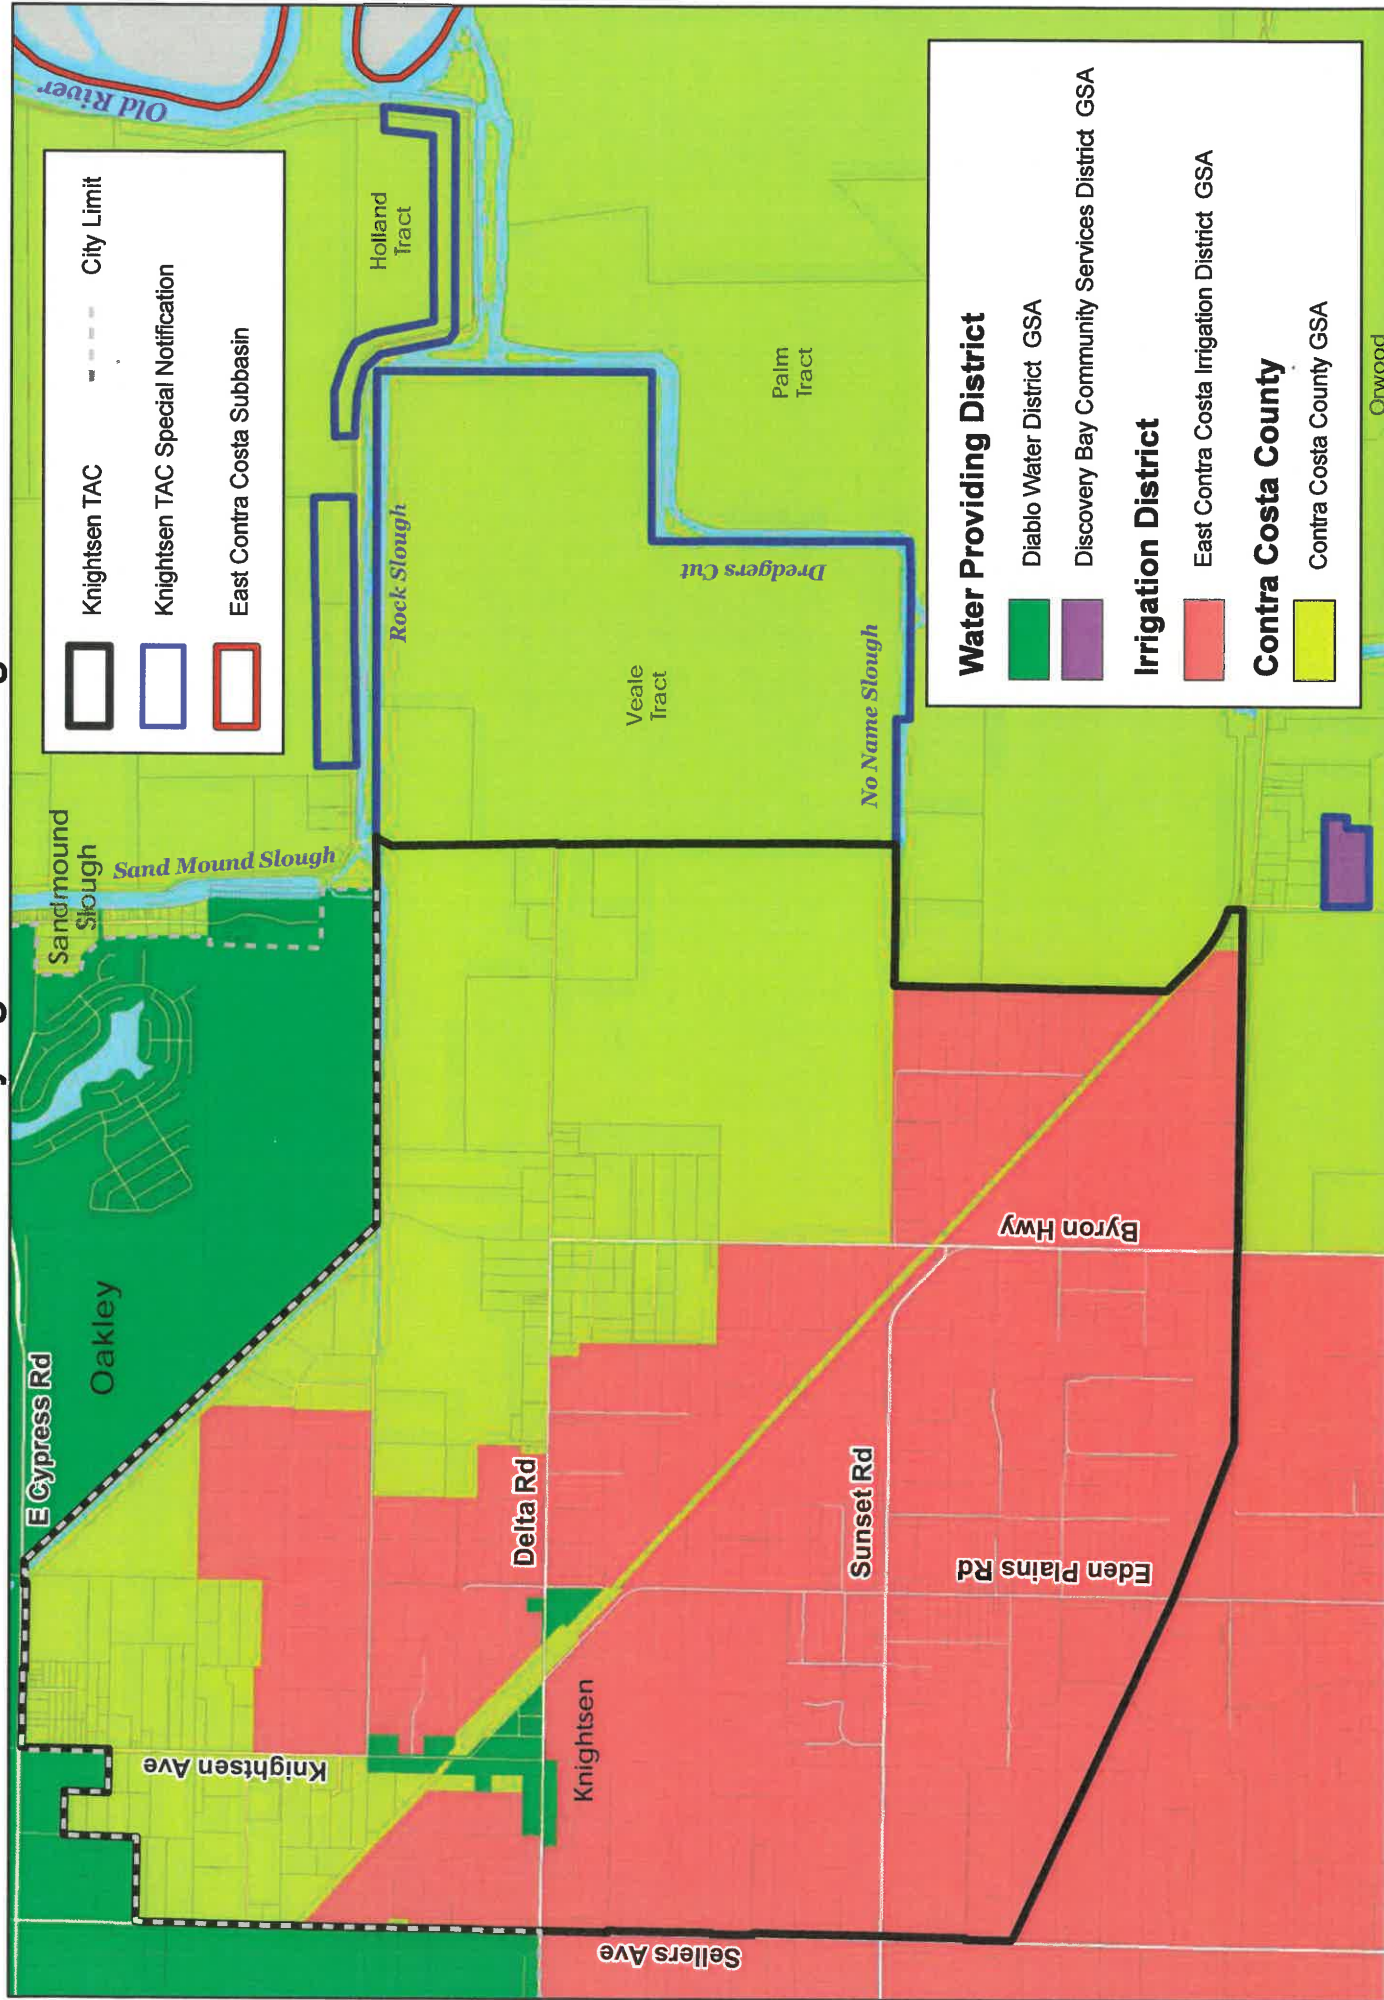 Knightsen TAC
City Limit
Knightsen TAC Special Notification
East Contra Costa Subbasin
Water Providing District
Diablo Water District GSA
Discovery Bay Community Services District GSA
Irrigation District
East Contra Costa Irrigation District GSA
Contra Costa County
Contra Costa County GSA
Old River
Holland
Tract
Sandmound
Slough
Sand Mound Slough
Rock Slough
Palm
Tract
Veale
Tract
Dredgers Cut
No Name Slough
Orwood
E Cypress Rd
Oakley
Knightsen Ave
Delta Rd
Knightsen
Sellers Ave
Sunset Rd
Eden Plains Rd
Byron Hwy